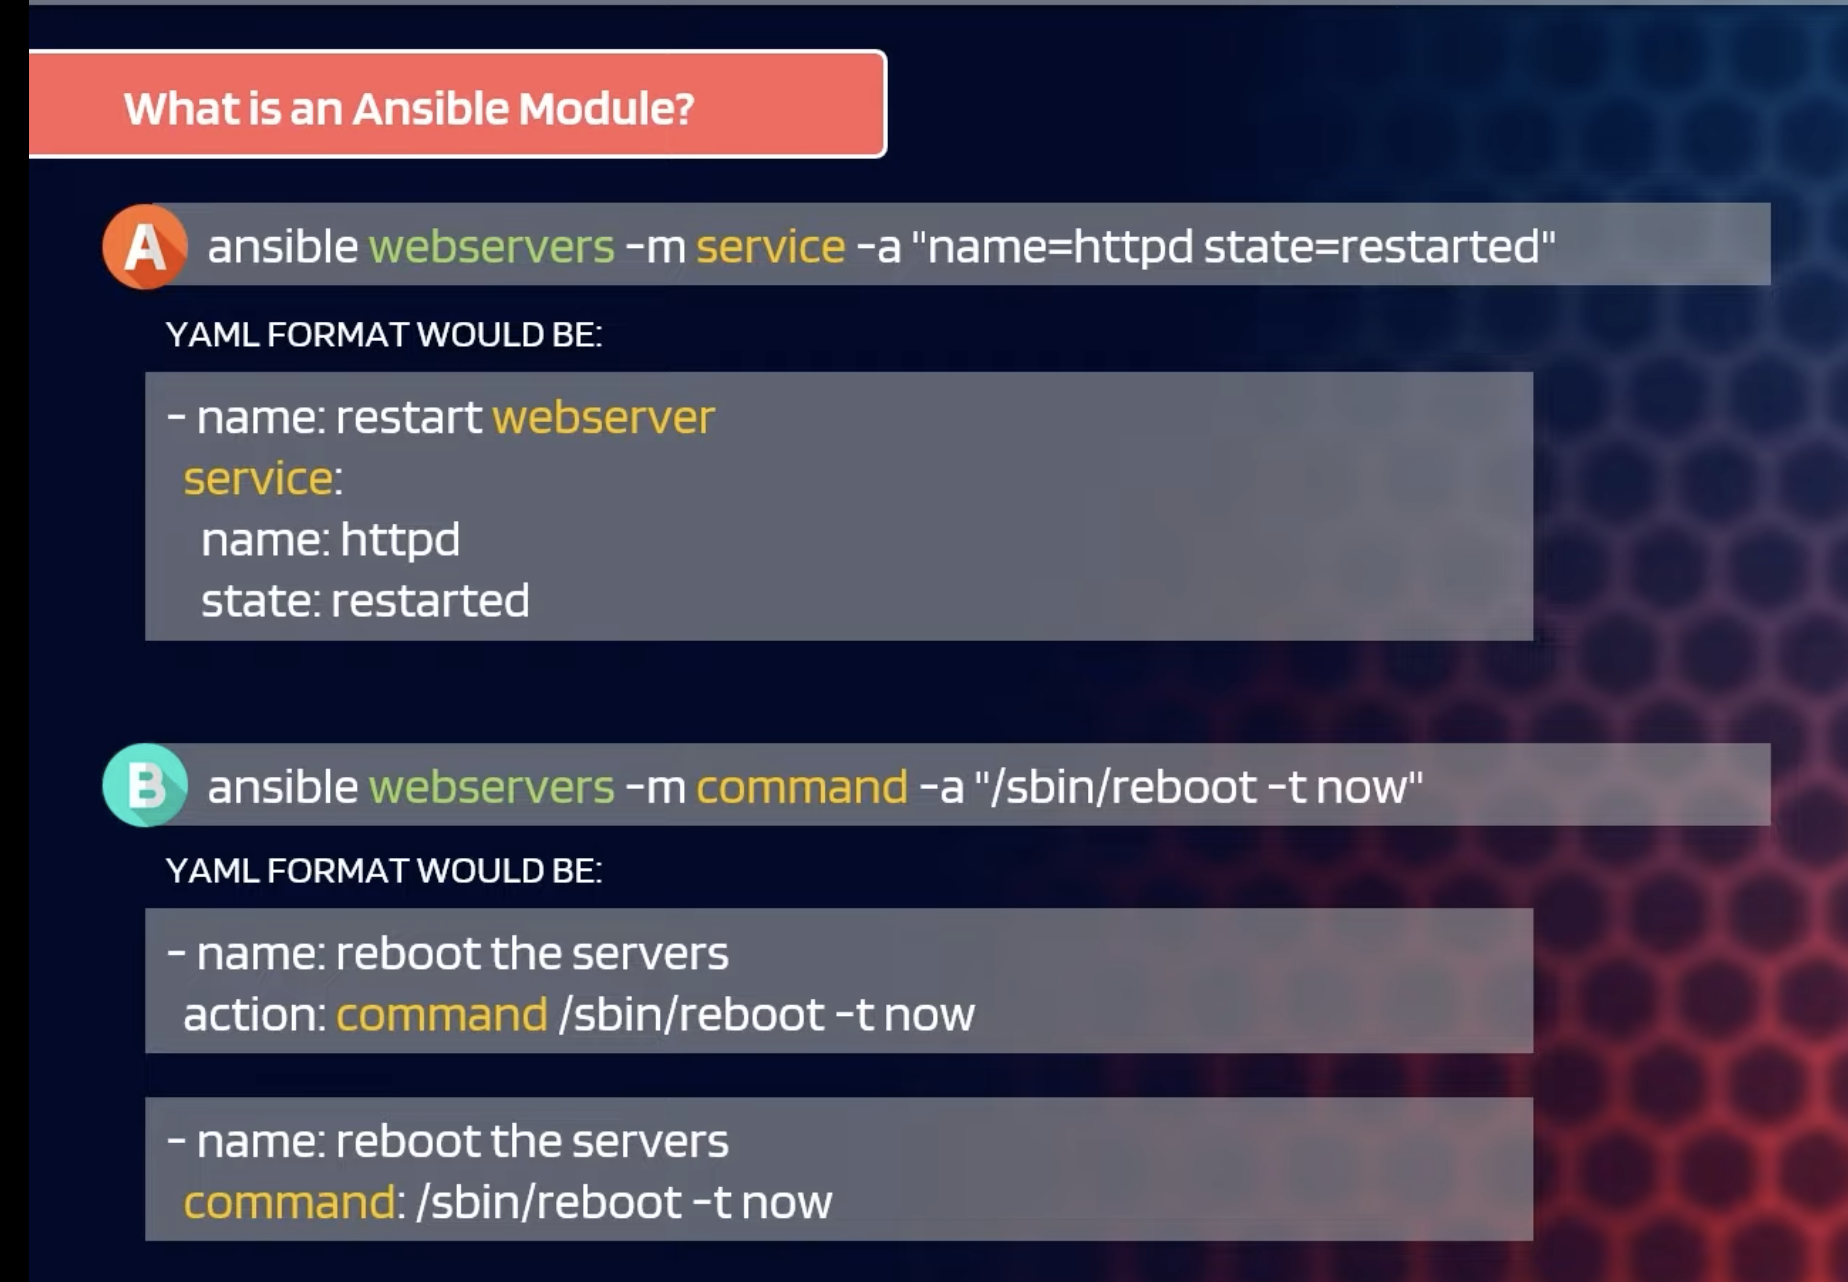 What is an Ansible Module?
A ansible webservers -m service -a "name=httpd state=restarted"
YAML FORMAT WOULD BE:
- name: restart webserver
service:
name: httpd
state: restarted
B ansible webservers -m command -a "/sbin/reboot -t now"
YAML FORMAT WOULD BE:
- name: reboot the servers
action: command /sbin/reboot -t now
- name: reboot the servers
command: /sbin/reboot -t now